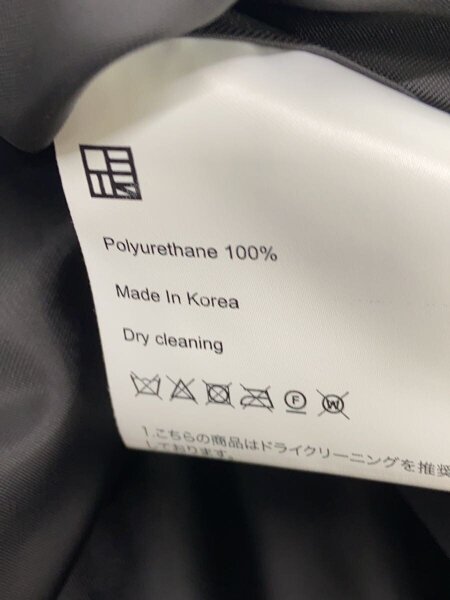 Polyurethane 100%
Made In Korea
Dry cleaning
F W
1.こちらの商品はドライクリーニングを推奨
しております。